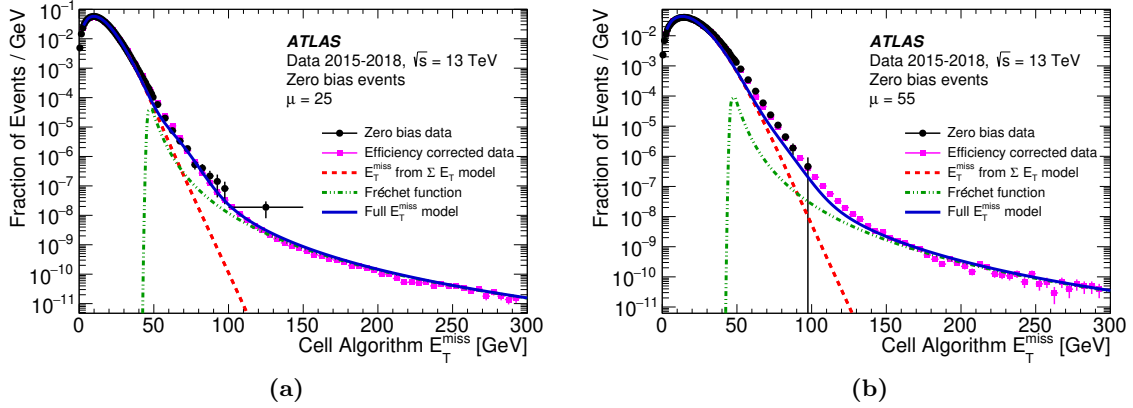 Fraction of Events / GeV
10⁻¹
10⁻²
10⁻³
10⁻⁴
10⁻⁵
10⁻⁶
10⁻⁷
10⁻⁸
10⁻⁹
10⁻¹⁰
10⁻¹¹
ATLAS
Data 2015-2018, √s = 13 TeV
Zero bias events
μ = 25
Zero bias data
Efficiency corrected data
E_T^miss from Σ E_T model
Fréchet function
Full E_T^miss model
0 50 100 150 200 250 300
Cell Algorithm E_T^miss [GeV]
(a)
Fraction of Events / GeV
10⁻¹
10⁻²
10⁻³
10⁻⁴
10⁻⁵
10⁻⁶
10⁻⁷
10⁻⁸
10⁻⁹
10⁻¹⁰
10⁻¹¹
ATLAS
Data 2015-2018, √s = 13 TeV
Zero bias events
μ = 55
Zero bias data
Efficiency corrected data
E_T^miss from Σ E_T model
Fréchet function
Full E_T^miss model
0 50 100 150 200 250 300
Cell Algorithm E_T^miss [GeV]
(b)